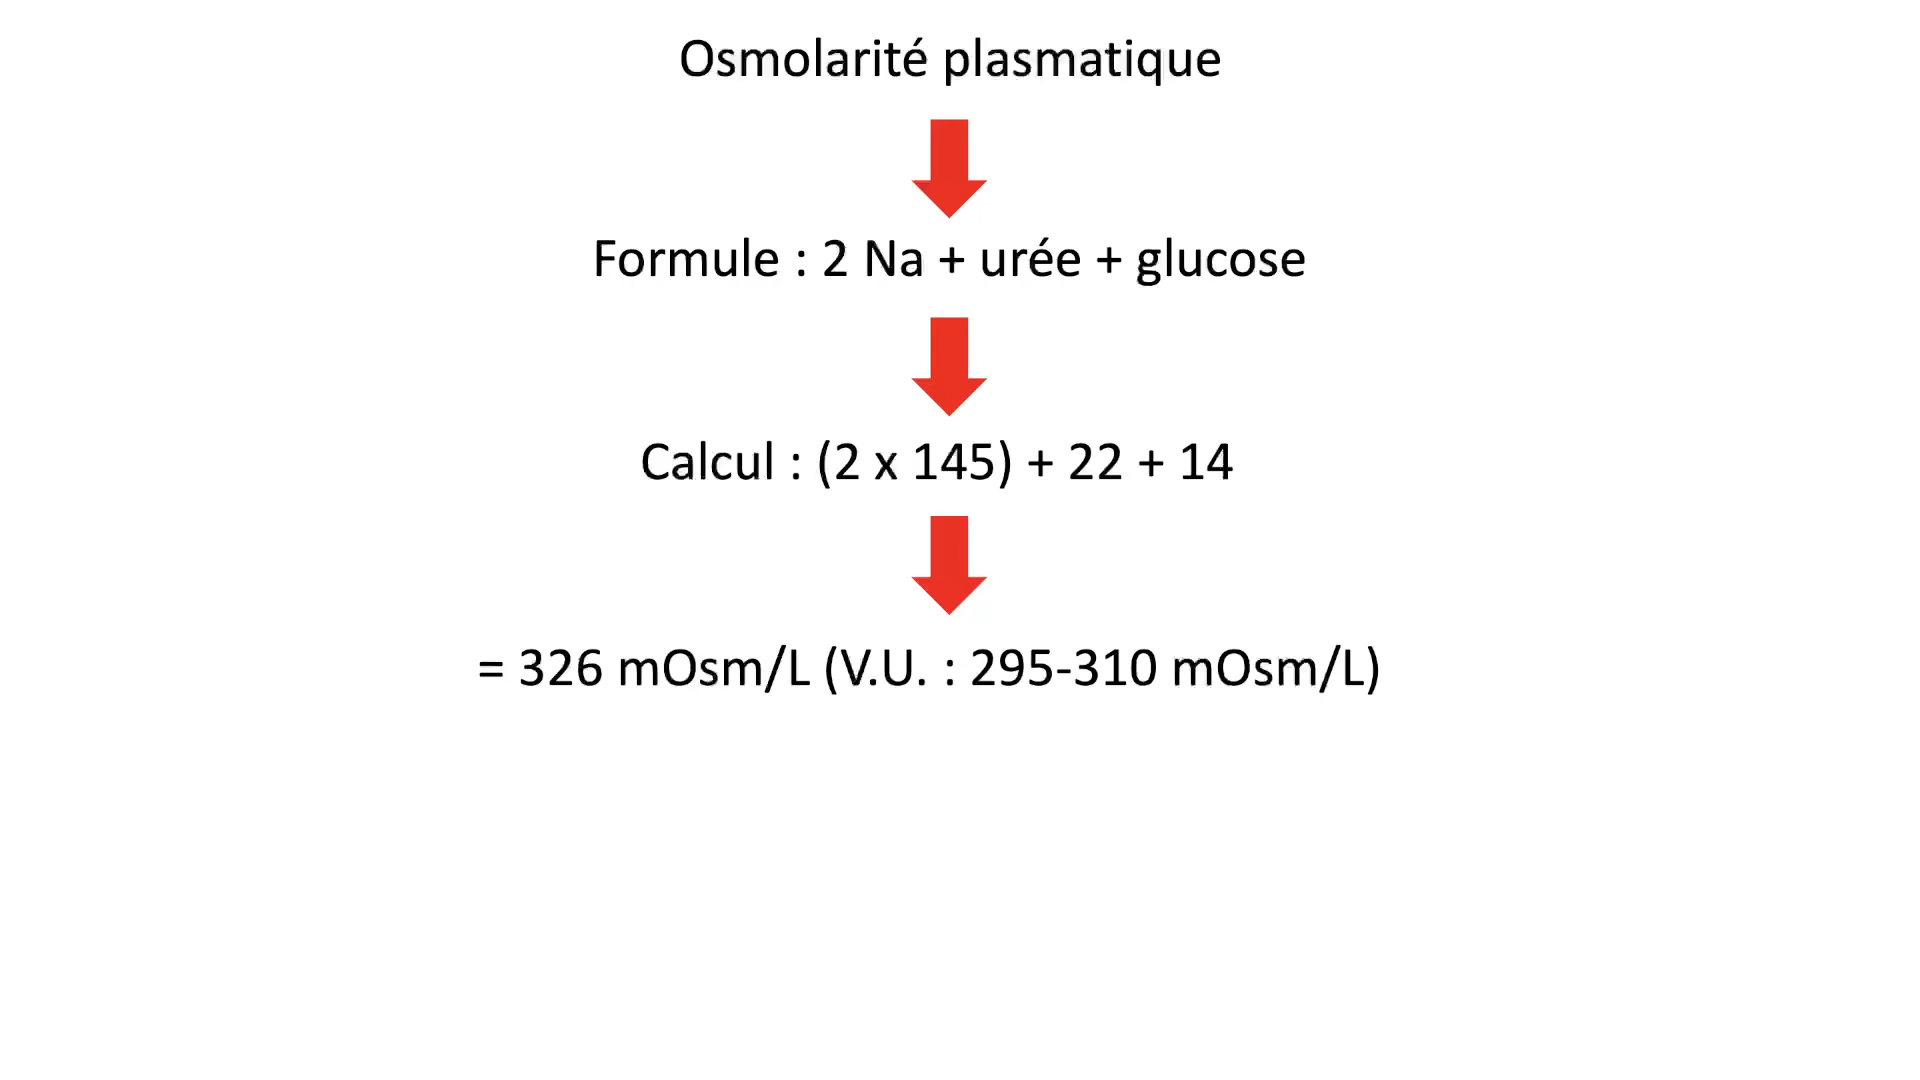 Osmolarité plasmatique
Formule : 2 Na + urée + glucose
Calcul : (2 x 145) + 22 + 14
= 326 mOsm/L (V.U. : 295-310 mOsm/L)